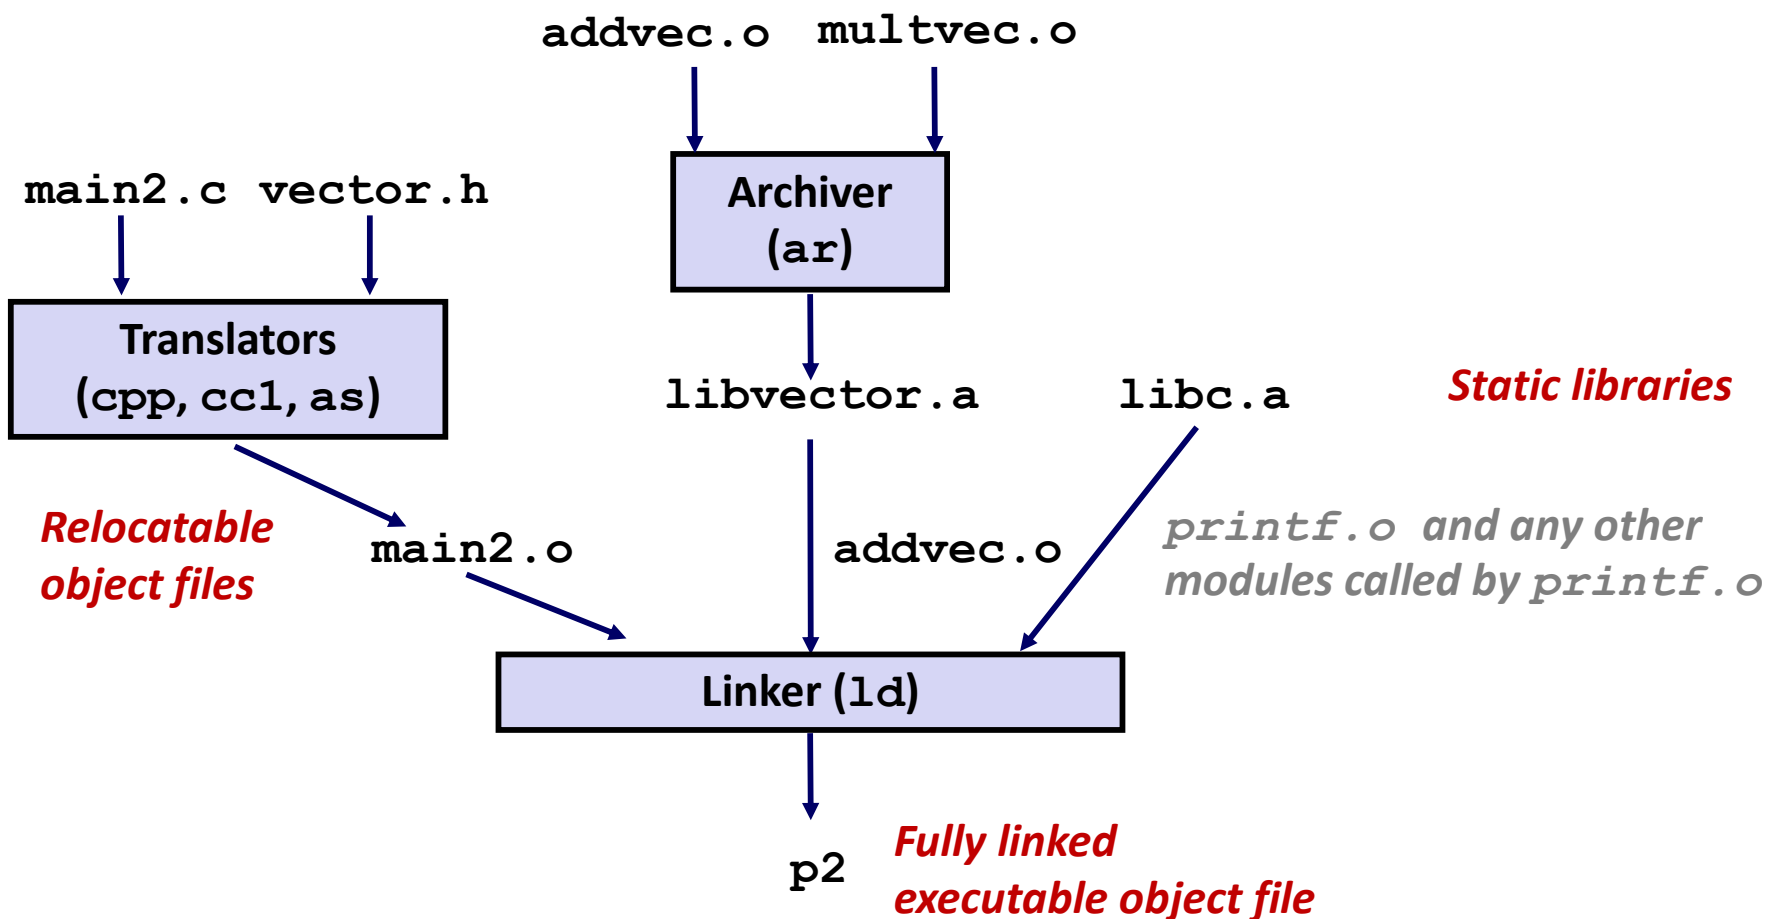 addvec.o multvec.o
main2.c vector.h
Archiver
(ar)
Translators
(cpp, cc1, as)
libvector.a
libc.a
Static libraries
Relocatable
object files
main2.o
addvec.o
printf.o and any other
modules called by printf.o
Linker (ld)
p2
Fully linked
executable object file